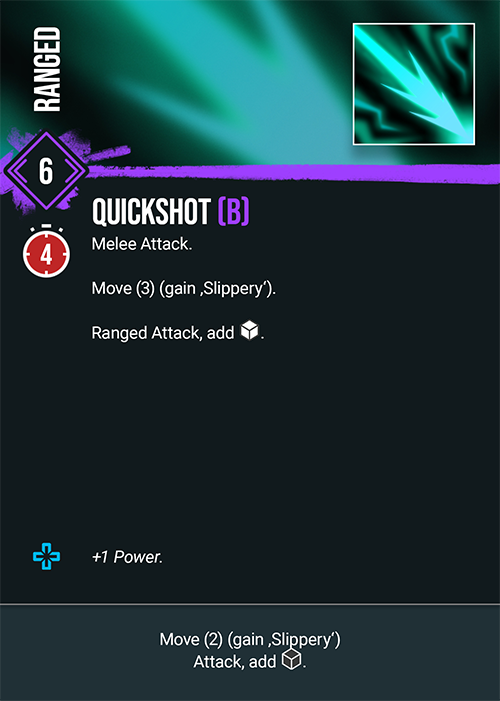 RANGED
6
QUICKSHOT (B)
4
Melee Attack.
Move (3) (gain ‚Slippery‘).
Ranged Attack, add .
+1 Power.
Move (2) (gain ‚Slippery‘)
Attack, add .